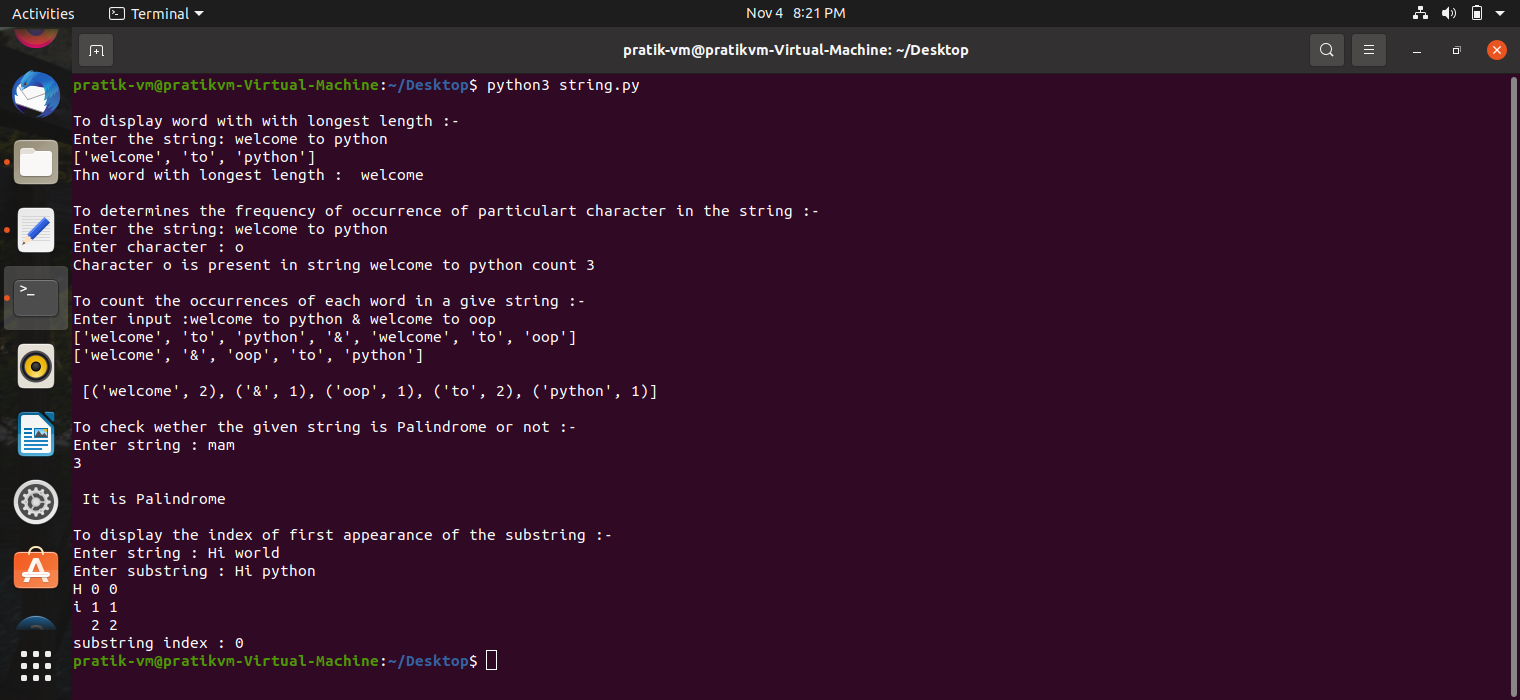 Activities Terminal Nov 4 8:21 PM
pratik-vm@pratikvm-Virtual-Machine: ~/Desktop
pratik-vm@pratikvm-Virtual-Machine:~/Desktop$ python3 string.py
To display word with with longest length :-
Enter the string: welcome to python
['welcome', 'to', 'python']
Thn word with longest length :  welcome
To determines the frequency of occurrence of particulart character in the string :-
Enter the string: welcome to python
Enter character : o
Character o is present in string welcome to python count 3
To count the occurrences of each word in a give string :-
Enter input :welcome to python & welcome to oop
['welcome', 'to', 'python', '&', 'welcome', 'to', 'oop']
['welcome', '&', 'oop', 'to', 'python']
[('welcome', 2), ('&', 1), ('oop', 1), ('to', 2), ('python', 1)]
To check wether the given string is Palindrome or not :-
Enter string : mam
3
It is Palindrome
To display the index of first appearance of the substring :-
Enter string : Hi world
Enter substring : Hi python
H 0 0
i 1 1
2 2
substring index : 0
pratik-vm@pratikvm-Virtual-Machine:~/Desktop$